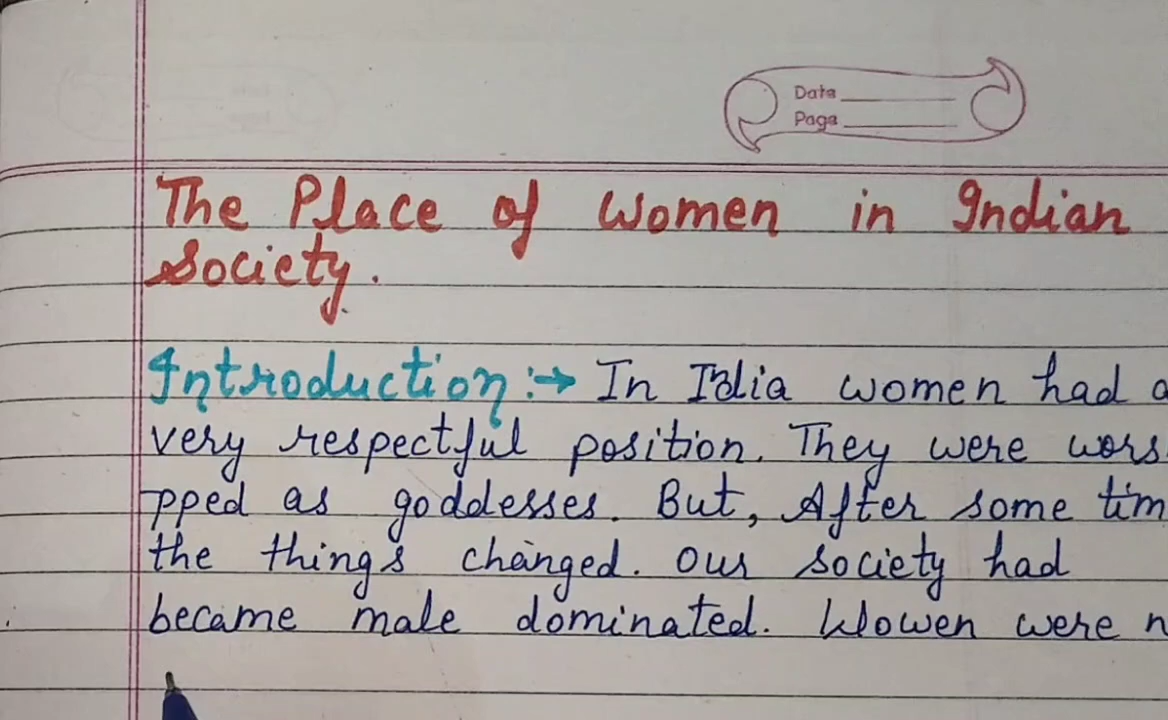 Date
Page
The Place of Women in Indian
Society.
Introduction :→ In Idia women had a
very respectful position. They were wors
pped as goddesses. But, After some tim
the things changed. Our society had
became male dominated. Wowen were n